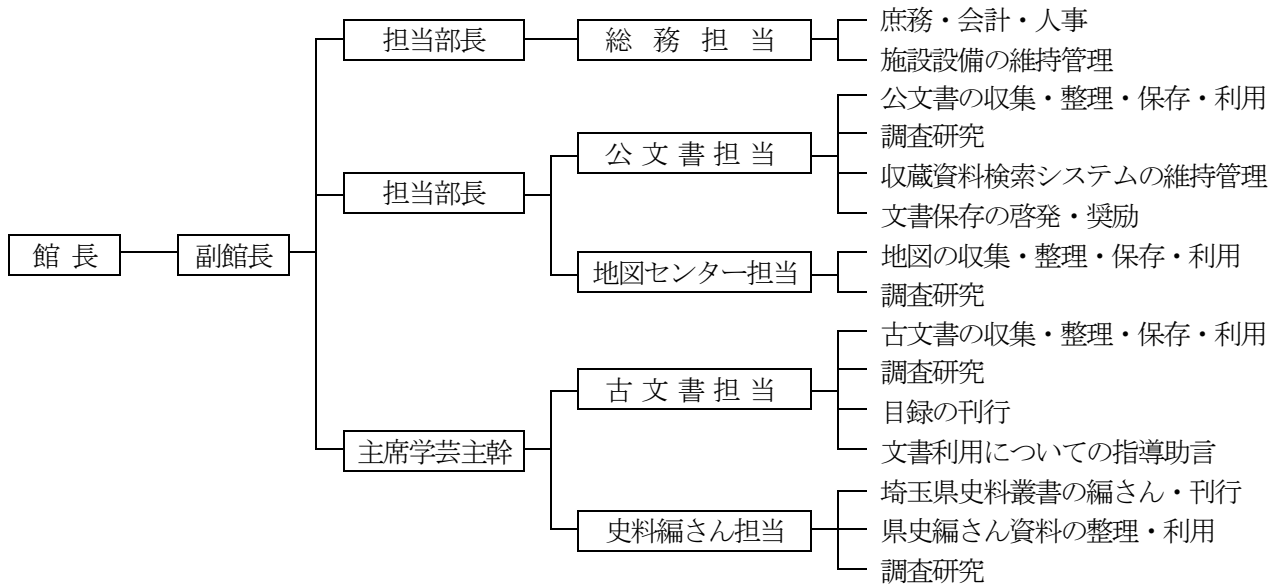 館 長
副館長
担当部長
総 務 担 当
庶務・会計・人事
施設設備の維持管理
担当部長
公 文 書 担 当
公文書の収集・整理・保存・利用
調査研究
収蔵資料検索システムの維持管理
文書保存の啓発・奨励
地図センター担当
地図の収集・整理・保存・利用
調査研究
主席学芸主幹
古 文 書 担 当
古文書の収集・整理・保存・利用
調査研究
目録の刊行
文書利用についての指導助言
史料編さん担当
埼玉県史料叢書の編さん・刊行
県史編さん資料の整理・利用
調査研究